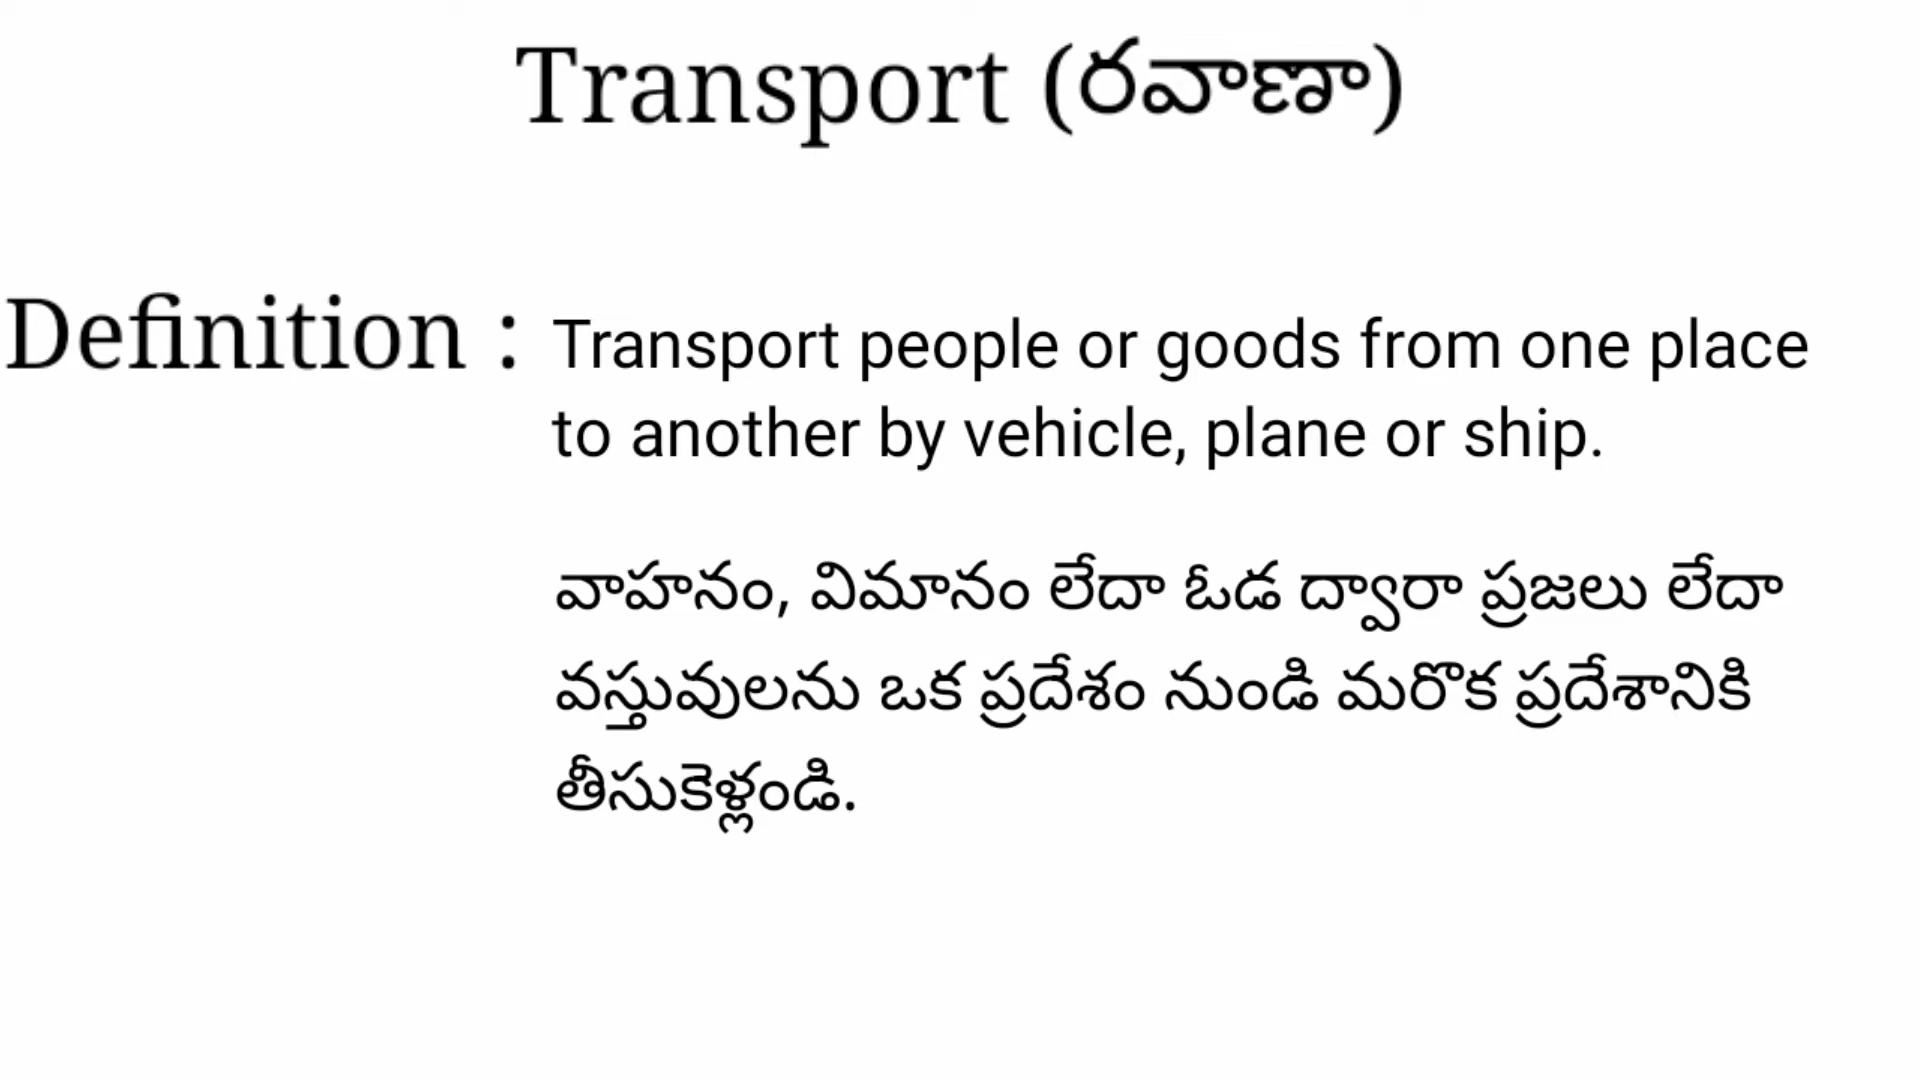 Transport (రవాణా)
Definition : Transport people or goods from one place
to another by vehicle, plane or ship.
వాహనం, విమానం లేదా ఓడ ద్వారా ప్రజలు లేదా
వస్తువులను ఒక ప్రదేశం నుండి మరొక ప్రదేశానికి
తీసుకెళ్లండి.